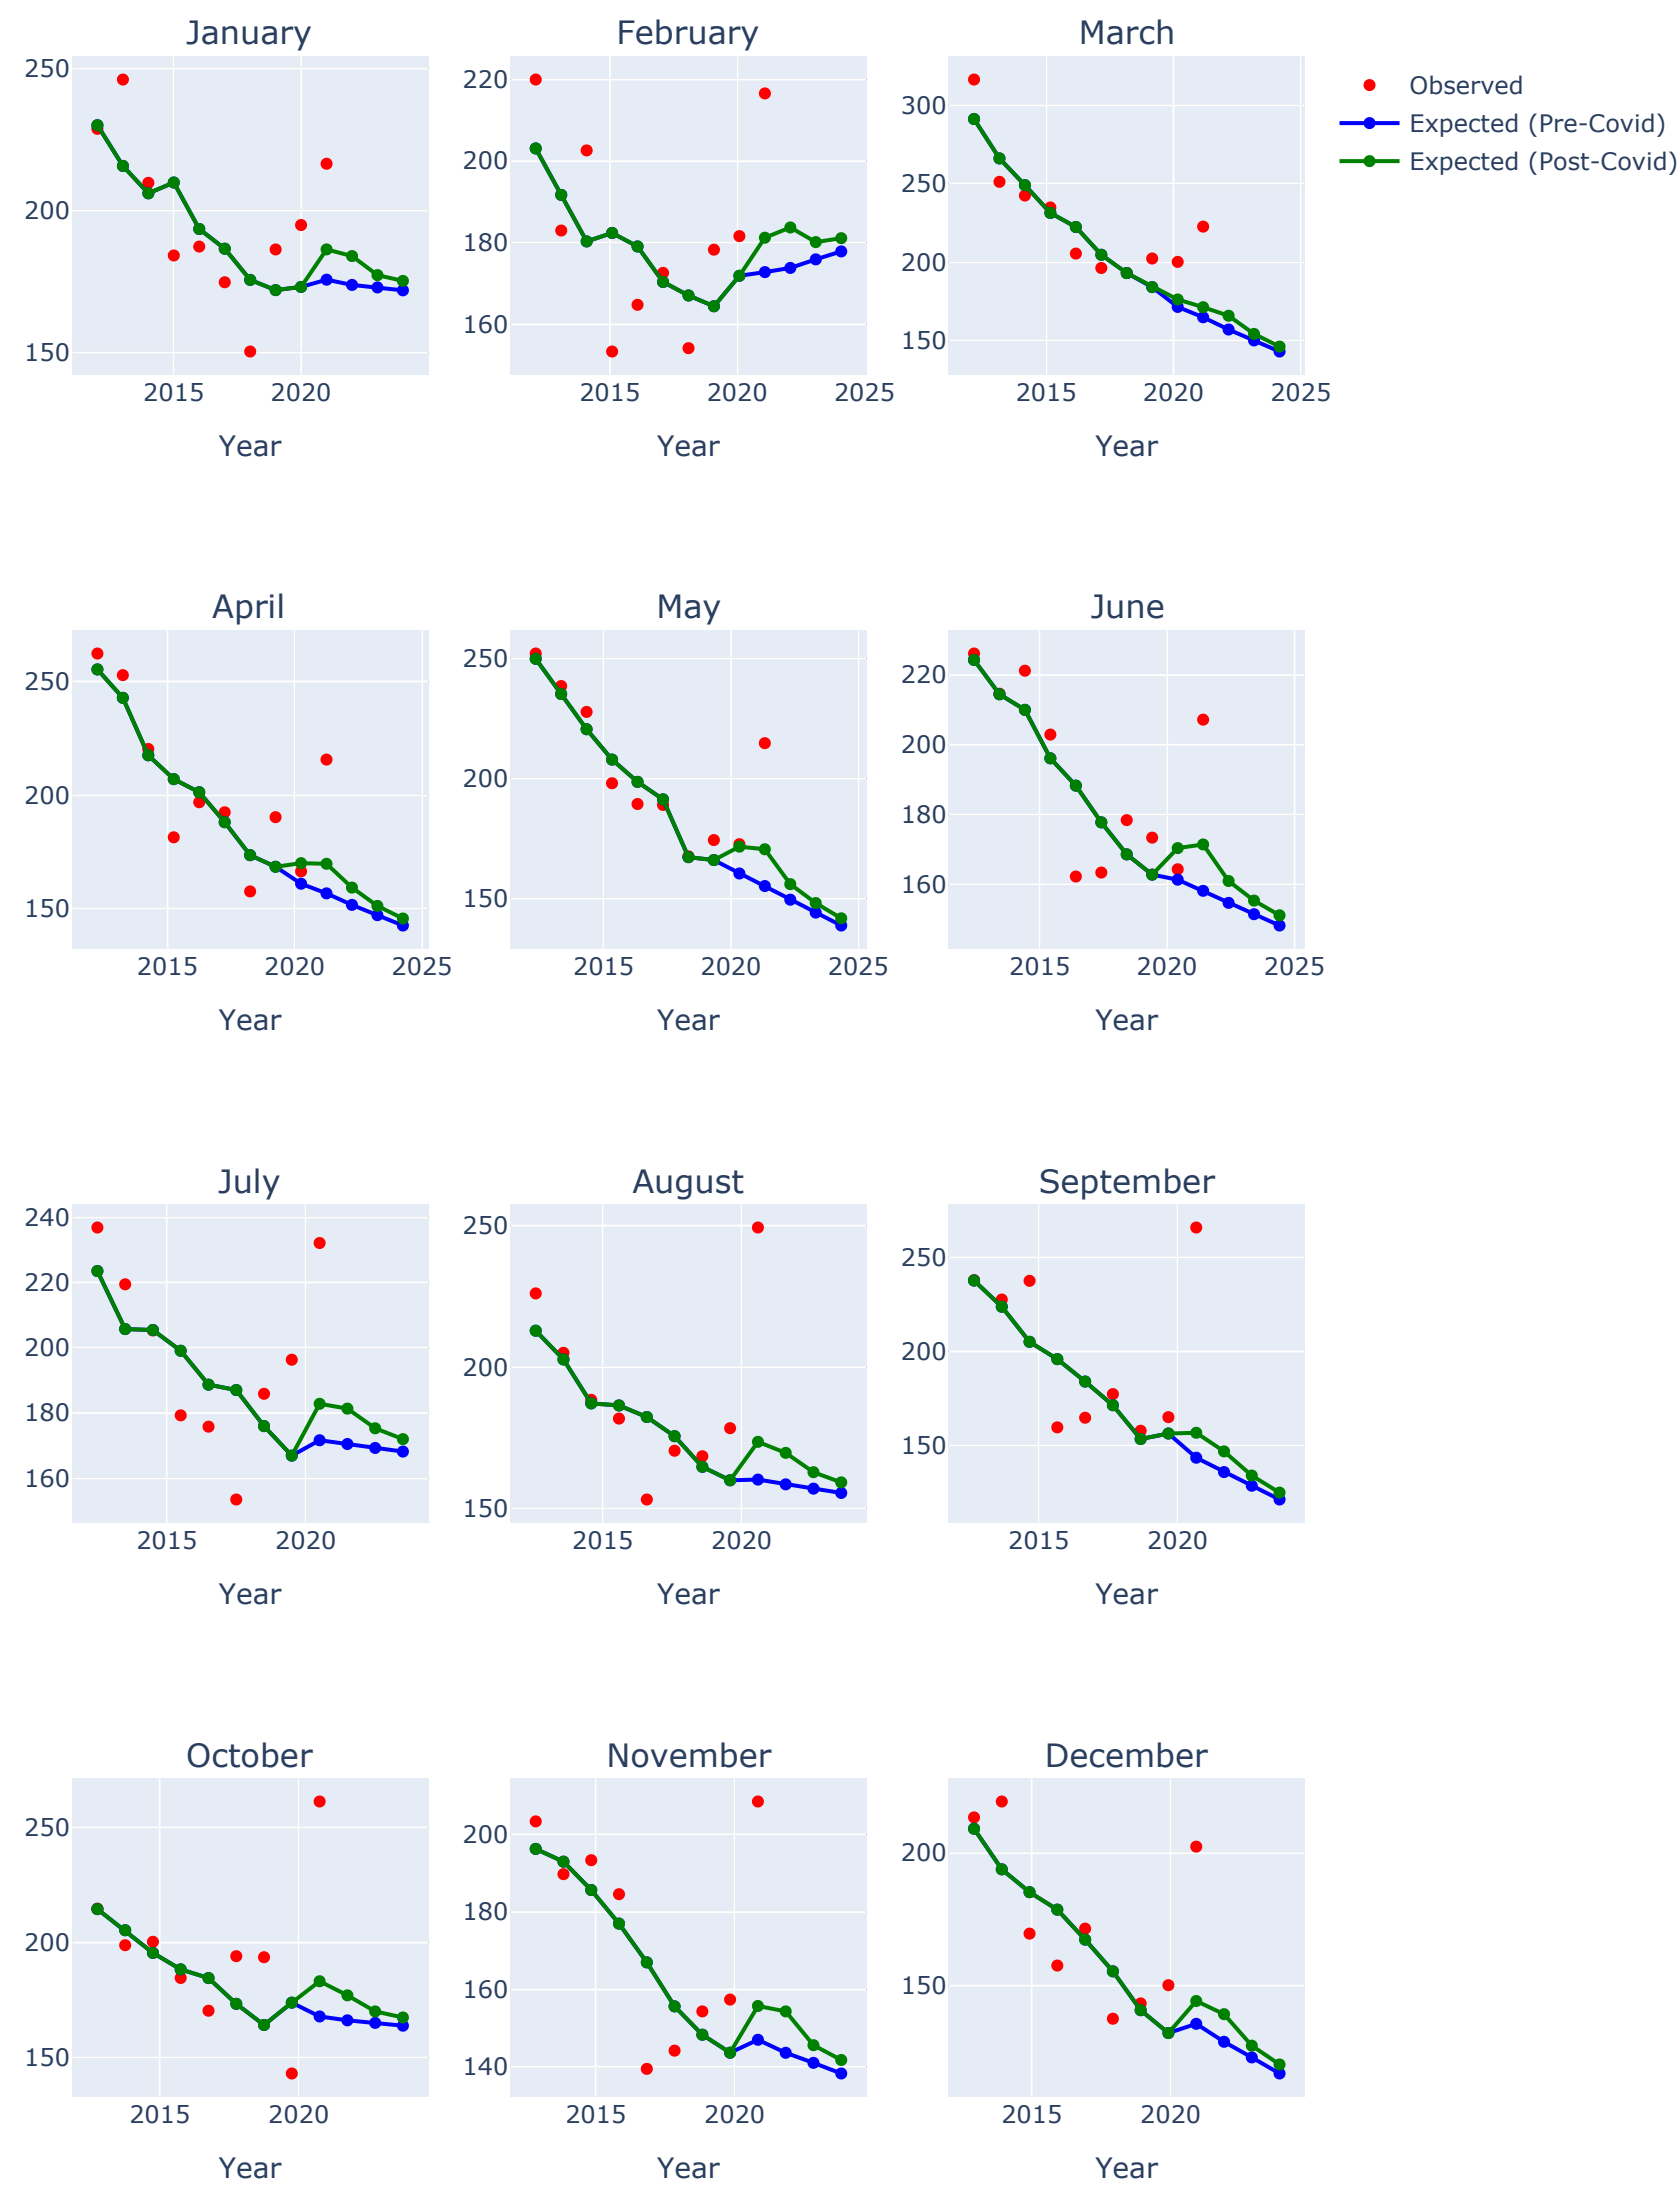 January February March
250
200
150
2015 2020
Year
220
200
180
160
2015 2020 2025
Year
300
250
200
150
2015 2020 2025
Year
Observed
Expected (Pre-Covid)
Expected (Post-Covid)
April May June
250
200
150
2015 2020 2025
Year
250
200
150
2015 2020 2025
Year
220
200
180
160
2015 2020 2025
Year
July August September
240
220
200
180
160
2015 2020
Year
250
200
150
2015 2020
Year
250
200
150
2015 2020
Year
October November December
250
200
150
2015 2020
Year
200
180
160
140
2015 2020
Year
200
150
2015 2020
Year